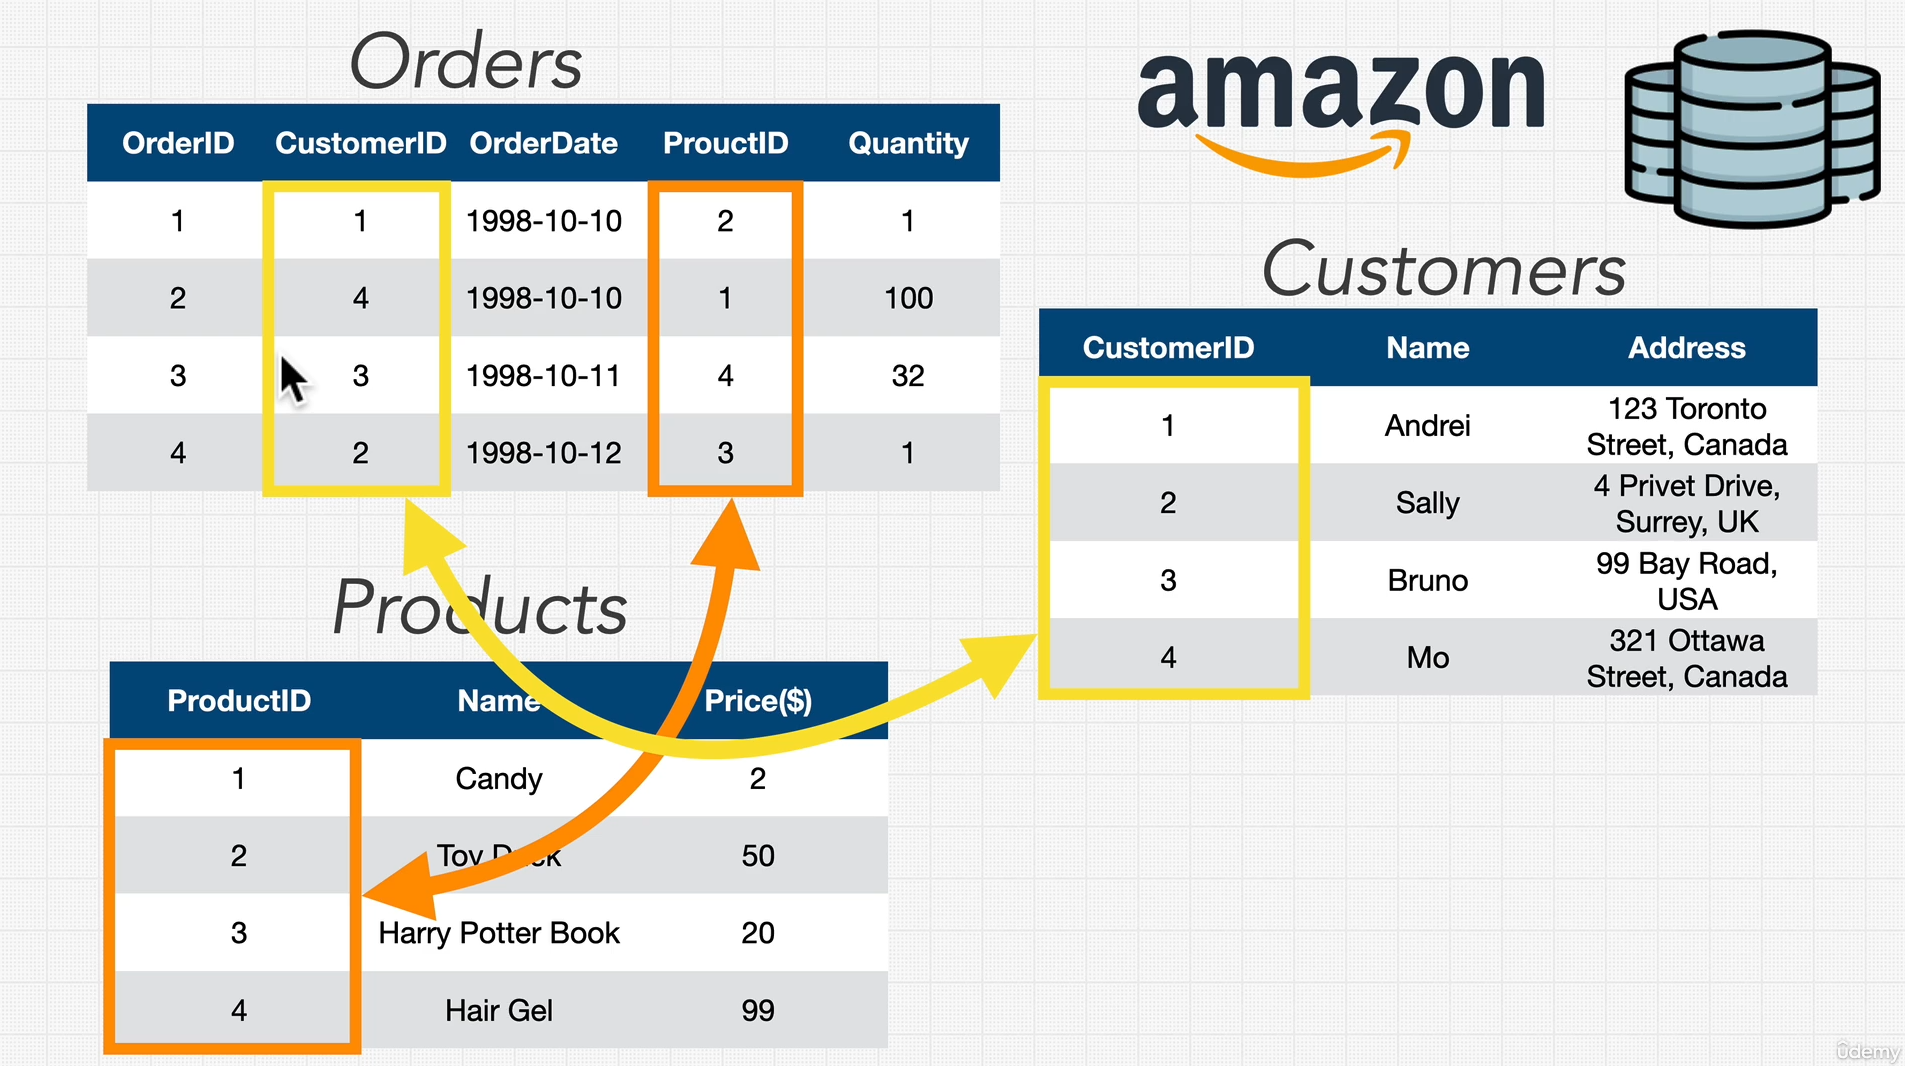 Orders
OrderID CustomerID OrderDate ProuctID Quantity
1 1 1998-10-10 2 1
2 4 1998-10-10 1 100
3 3 1998-10-11 4 32
4 2 1998-10-12 3 1
amazon
Customers
CustomerID Name Address
1 Andrei 123 Toronto
Street, Canada
2 Sally 4 Privet Drive,
Surrey, UK
3 Bruno 99 Bay Road,
USA
4 Mo 321 Ottawa
Street, Canada
Products
ProductID Name Price($)
1 Candy 2
2 Toy 50
3 Harry Potter Book 20
4 Hair Gel 99
ûdemy